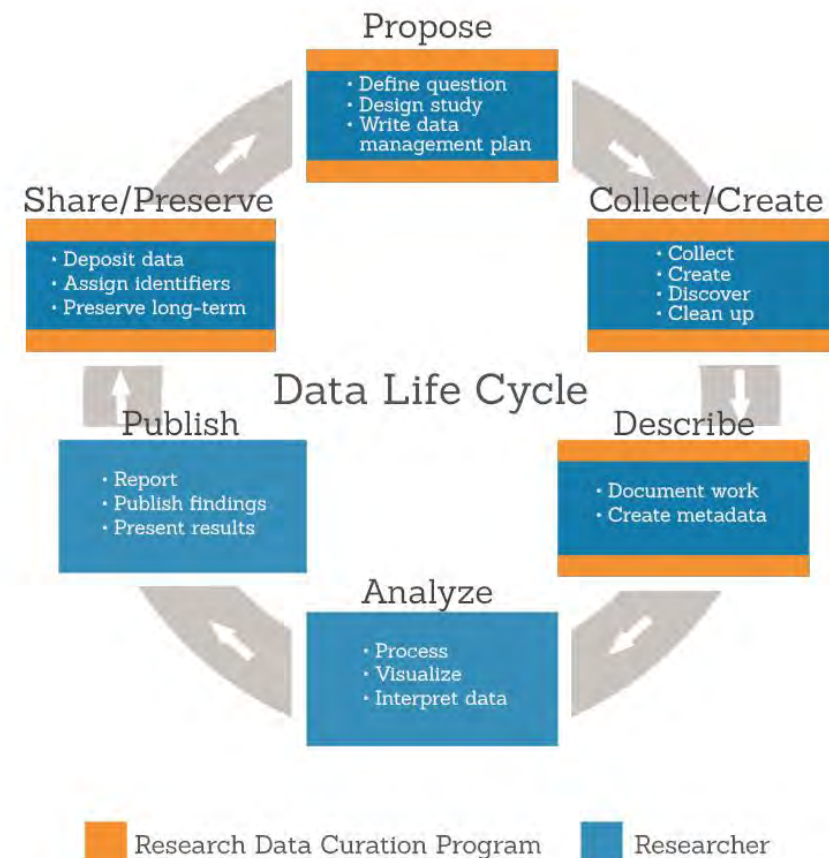 Propose
• Define question
• Design study
• Write data
management plan
Share/Preserve
• Deposit data
• Assign identifiers
• Preserve long-term
Collect/Create
• Collect
• Create
• Discover
• Clean up
Data Life Cycle
Publish
• Report
• Publish findings
• Present results
Describe
• Document work
• Create metadata
Analyze
• Process
• Visualize
• Interpret data
Research Data Curation Program
Researcher